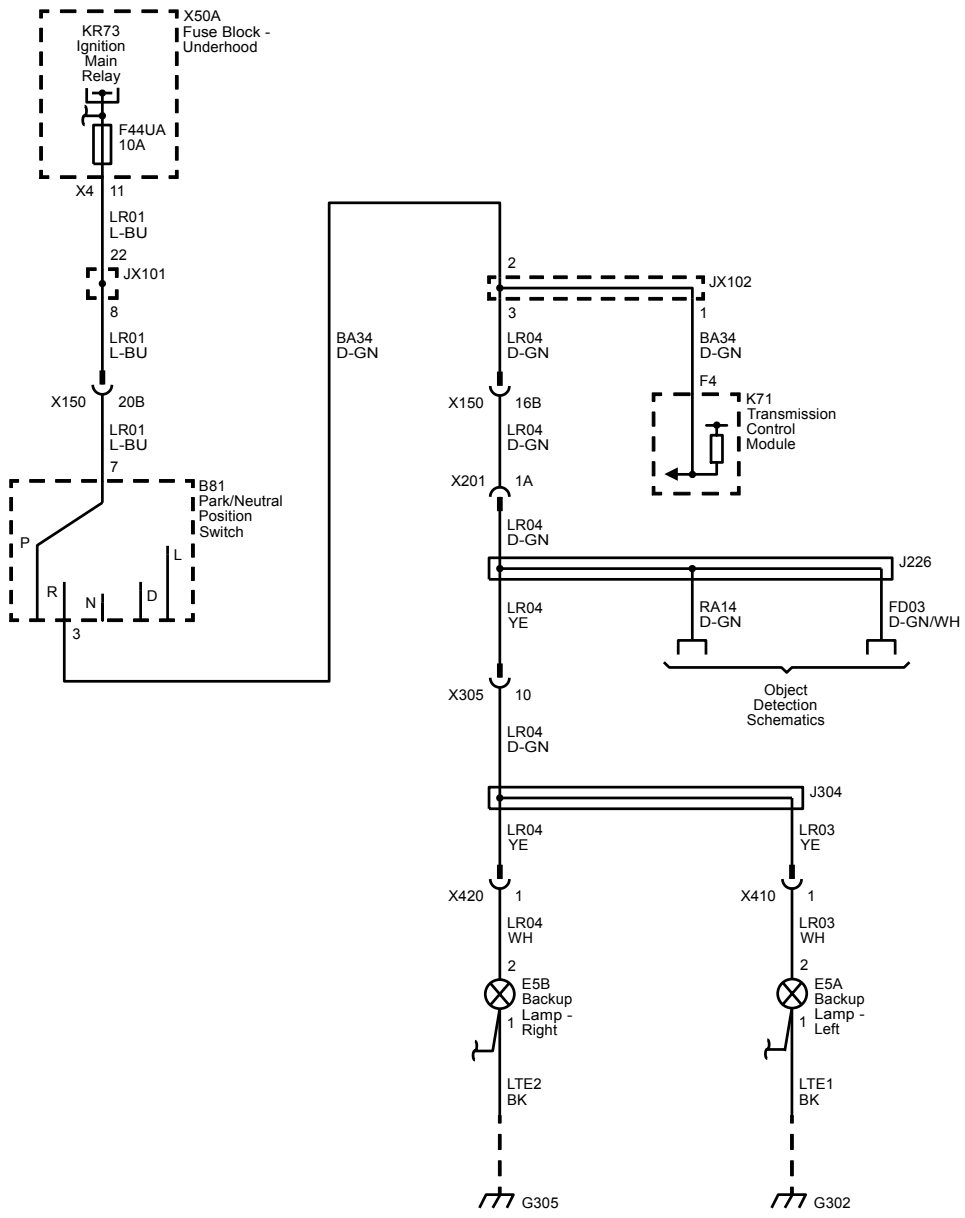 X50A
Fuse Block -
Underhood
KR73
Ignition
Main
Relay
F44UA
10A
X4
11
LR01
L-BU
22
JX101
8
LR01
L-BU
X150
20B
LR01
L-BU
7
B81
Park/Neutral
Position
Switch
P
R
N
D
L
3
BA34
D-GN
2
JX102
3
1
LR04
D-GN
BA34
D-GN
X150
16B
F4
K71
Transmission
Control
Module
LR04
D-GN
X201
1A
LR04
D-GN
J226
LR04
YE
RA14
D-GN
FD03
D-GN/WH
X305
10
Object
Detection
Schematics
LR04
D-GN
J304
LR04
YE
LR03
YE
X420
1
X410
1
LR04
WH
LR03
WH
2
E5B
Backup
Lamp -
Right
1
2
E5A
Backup
Lamp -
Left
1
LTE2
BK
LTE1
BK
G305
G302